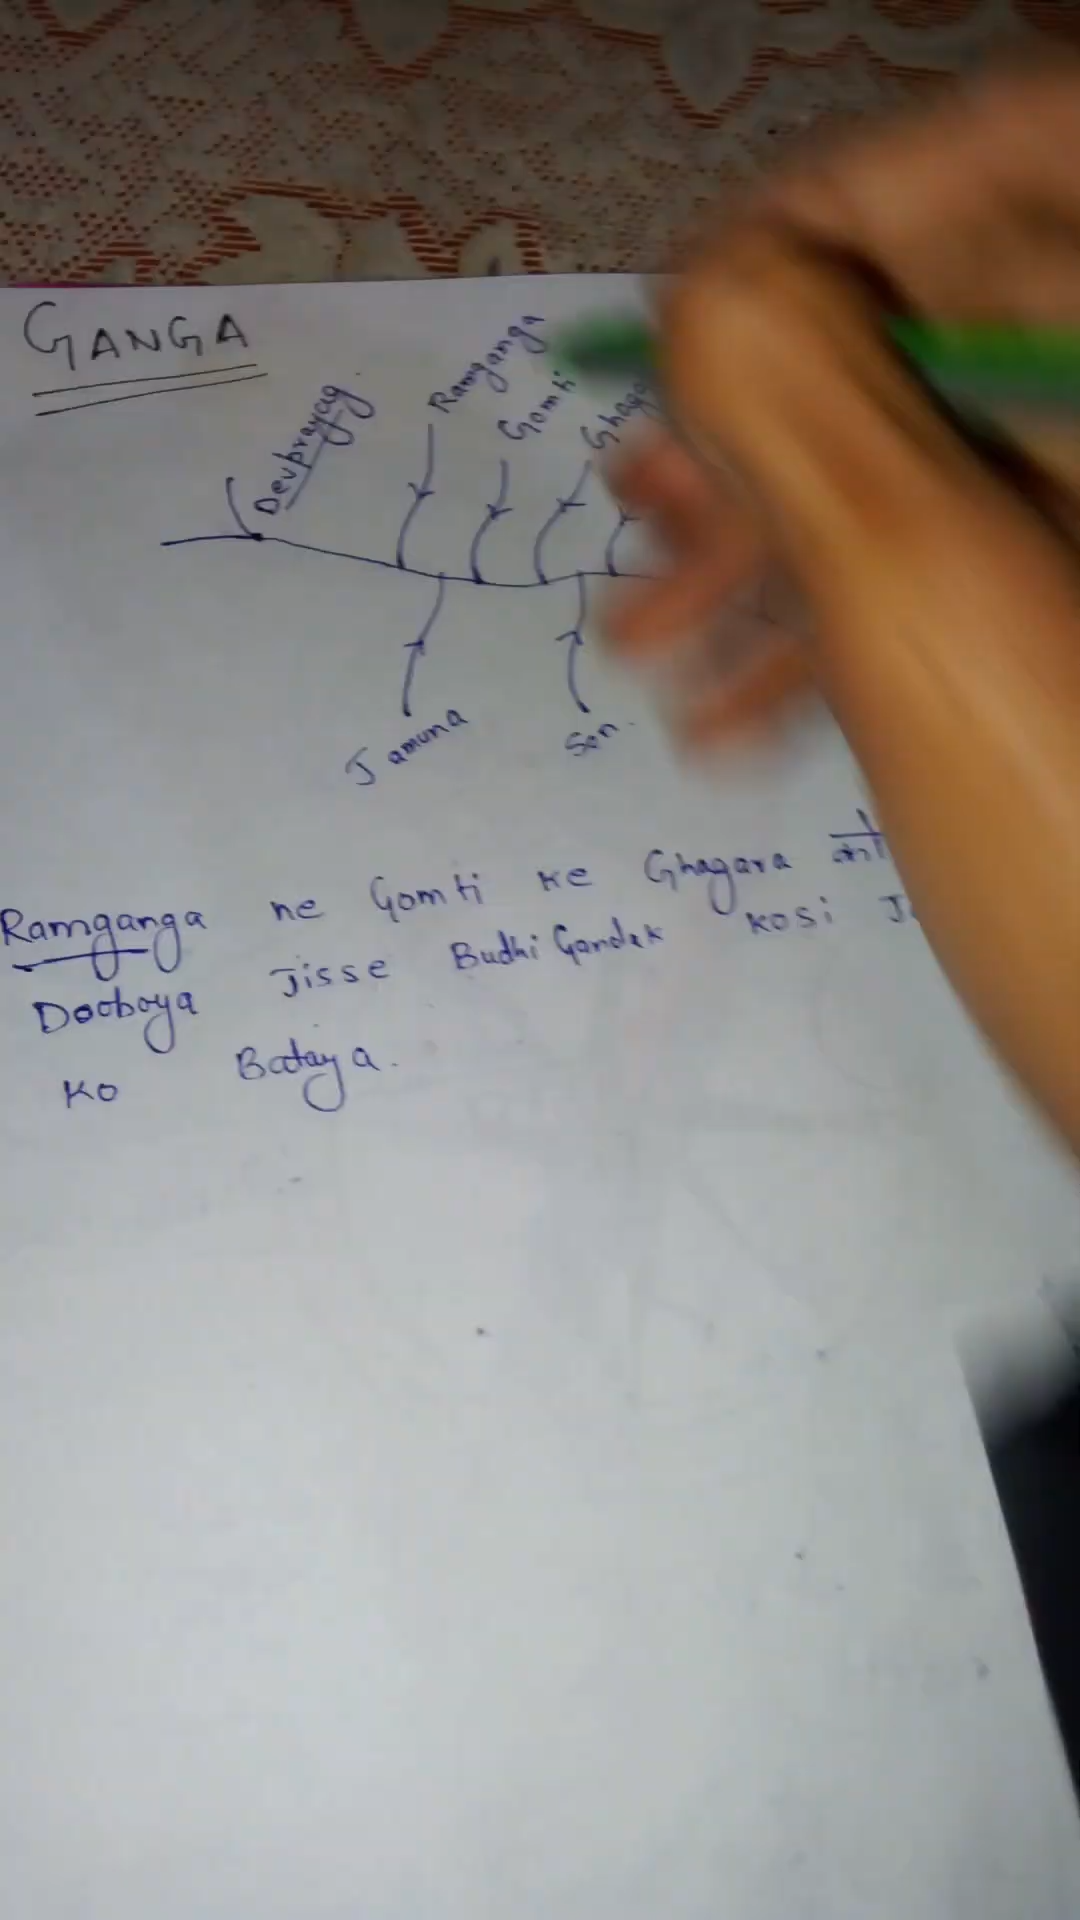 GANGA
Devprayag.
Ramganga
Gomti
Jamuna
Son.
Ramganga ne Gomti ke Ghagara
Dooboya Jisse Budhi Gandak kosi
ko Bataya.